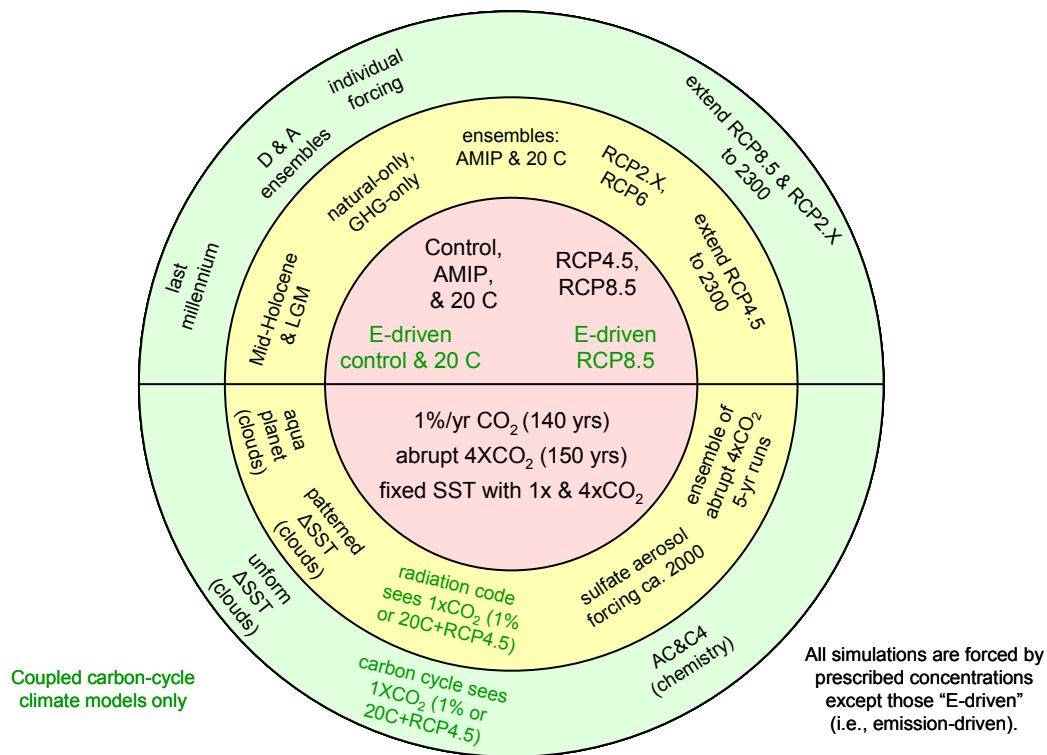 individual
forcing
D & A
ensembles
last
millennium
extend RCP8.5 & RCP2.X
to 2300
ensembles:
AMIP & 20 C
natural-only,
GHG-only
RCP2.X,
RCP6
Mid-Holocene
& LGM
extend RCP4.5
to 2300
Control,
AMIP,
& 20 C
RCP4.5,
RCP8.5
E-driven
control & 20 C
E-driven
RCP8.5
1%/yr CO₂ (140 yrs)
abrupt 4XCO₂ (150 yrs)
fixed SST with 1x & 4xCO₂
aqua
planet
(clouds)
patterned
ΔSST
(clouds)
unform
ΔSST
(clouds)
radiation code
sees 1xCO₂ (1%
or 20C+RCP4.5)
carbon cycle sees
1XCO₂ (1% or
20C+RCP4.5)
ensemble of
abrupt 4xCO₂
5-yr runs
sulfate aerosol
forcing ca. 2000
AC&C4
(chemistry)
Coupled carbon-cycle
climate models only
All simulations are forced by
prescribed concentrations
except those “E-driven”
(i.e., emission-driven).